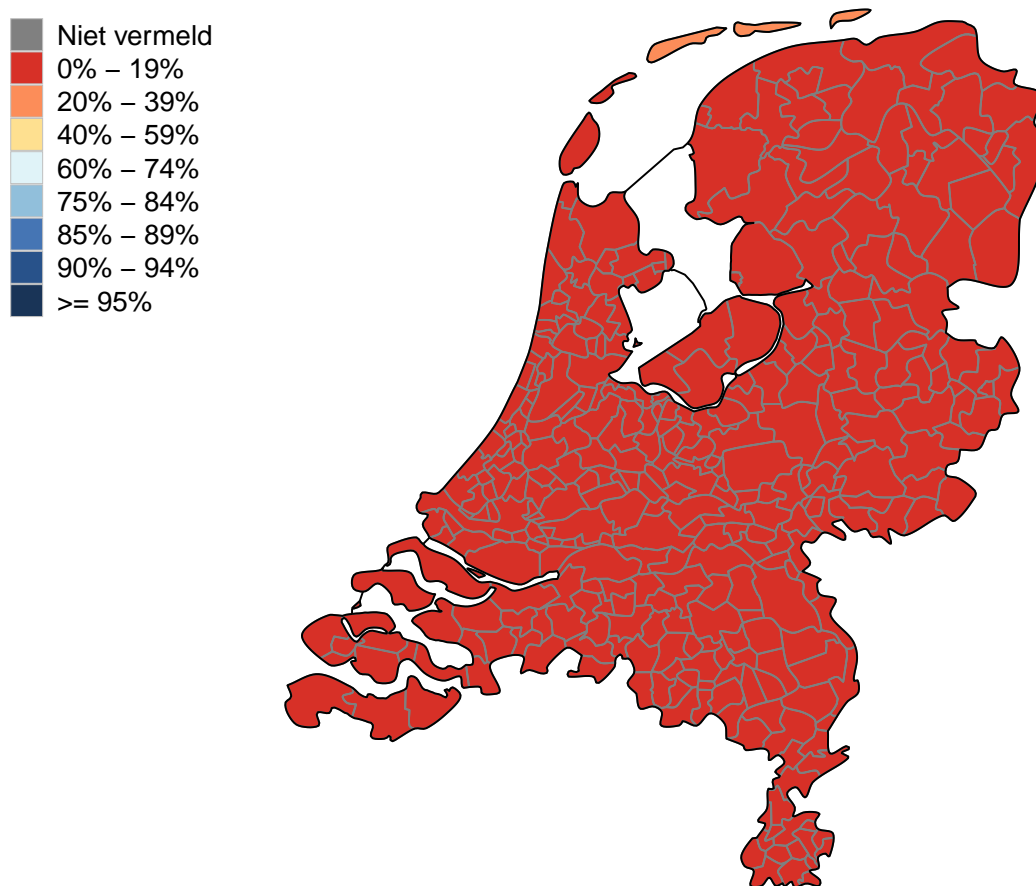 Niet vermeld
0% – 19%
20% – 39%
40% – 59%
60% – 74%
75% – 84%
85% – 89%
90% – 94%
>= 95%